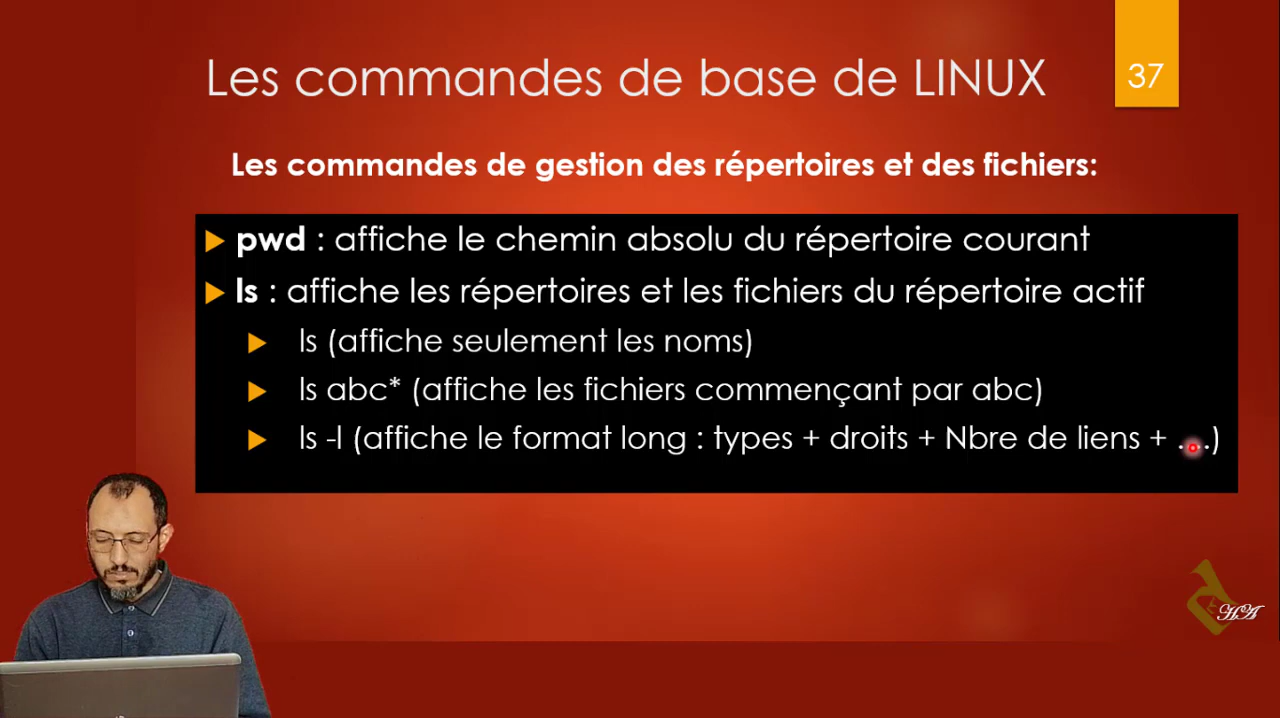 Les commandes de base de LINUX
37
Les commandes de gestion des répertoires et des fichiers:
pwd : affiche le chemin absolu du répertoire courant
ls : affiche les répertoires et les fichiers du répertoire actif
ls (affiche seulement les noms)
ls abc* (affiche les fichiers commençant par abc)
ls -l (affiche le format long : types + droits + Nbre de liens + ...)
HA